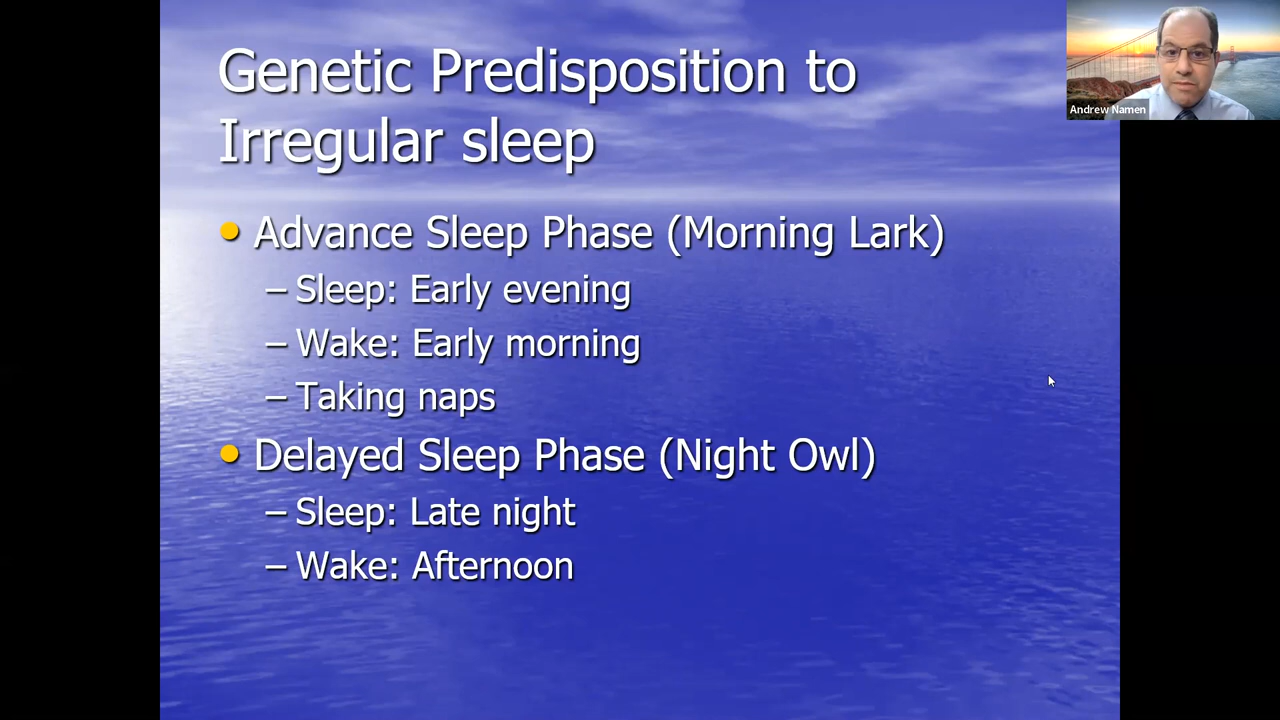 Genetic Predisposition to
Irregular sleep
• Advance Sleep Phase (Morning Lark)
– Sleep: Early evening
– Wake: Early morning
– Taking naps
• Delayed Sleep Phase (Night Owl)
– Sleep: Late night
– Wake: Afternoon
Andrew Namen